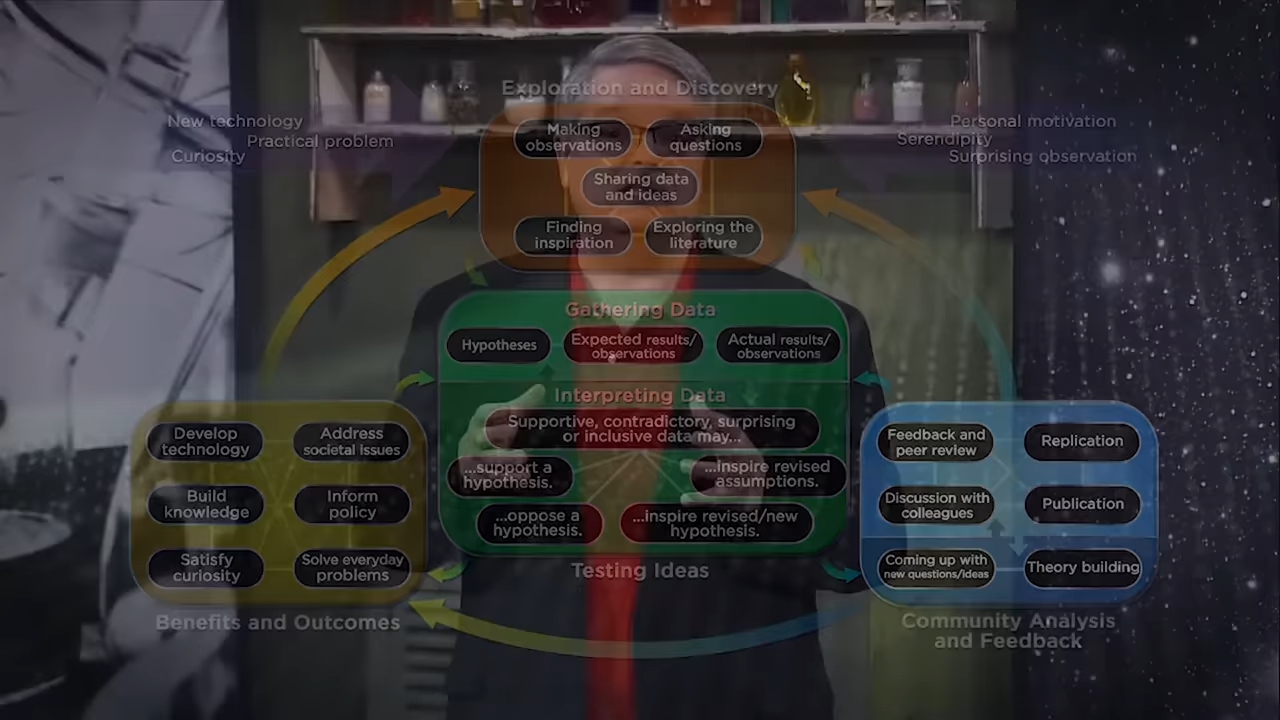 Exploration and Discovery
New technology
Practical problem
Curiosity
Personal motivation
Serendipity
Surprising observation
Making
observations
Asking
questions
Sharing data
and ideas
Finding
inspiration
Exploring the
literature
Gathering Data
Hypotheses
Expected results/
observations
Actual results/
observations
Interpreting Data
Supportive, contradictory, surprising
or inclusive data may...
...support a
hypothesis.
...inspire revised
assumptions.
...oppose a
hypothesis.
...inspire revised/new
hypothesis.
Testing Ideas
Develop
technology
Address
societal issues
Build
knowledge
Inform
policy
Satisfy
curiosity
Solve everyday
problems
Benefits and Outcomes
Feedback and
peer review
Replication
Discussion with
colleagues
Publication
Coming up with
new questions/ideas
Theory building
Community Analysis
and Feedback